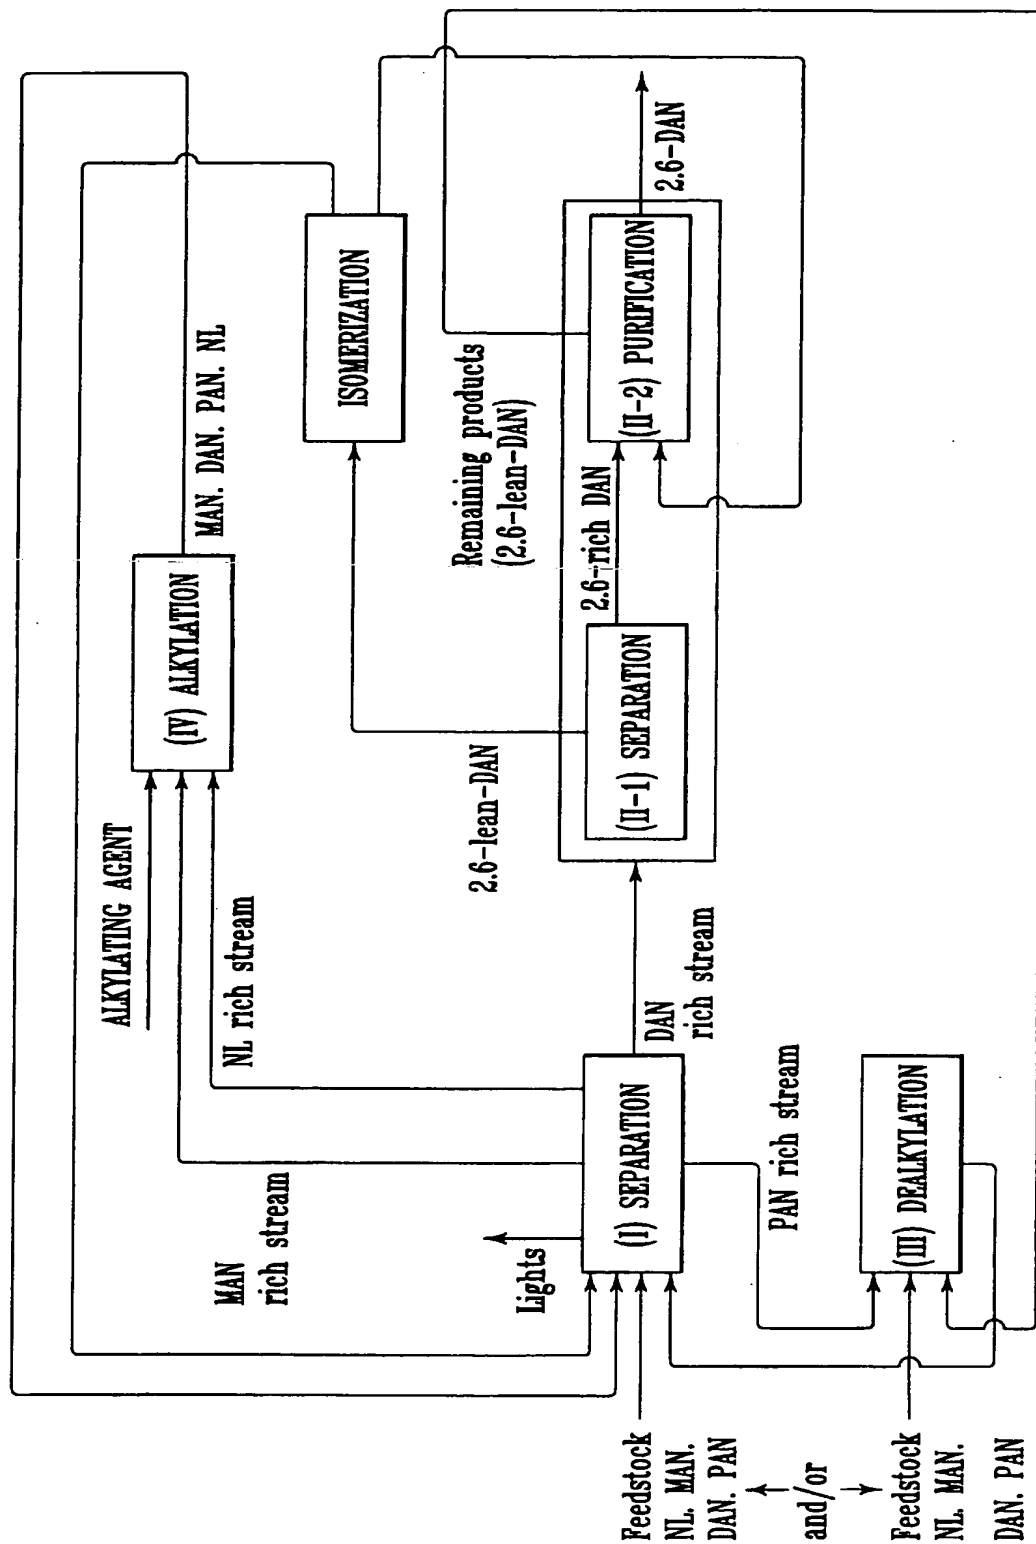 ALKYLATING AGENT
(IV) ALKYLATION
MAN. DAN. PAN. NL
NL rich stream
MAN
rich stream
ISOMERIZATION
2.6-lean-DAN
Remaining products
(2.6-lean-DAN)
Lights
(I) SEPARATION
DAN
rich stream
(II-1) SEPARATION
2.6-rich DAN
(II-2) PURIFICATION
2.6-DAN
Feedstock
NL. MAN.
DAN. PAN
PAN rich stream
and/or
(III) DEALKYLATION
Feedstock
NL. MAN.
DAN. PAN